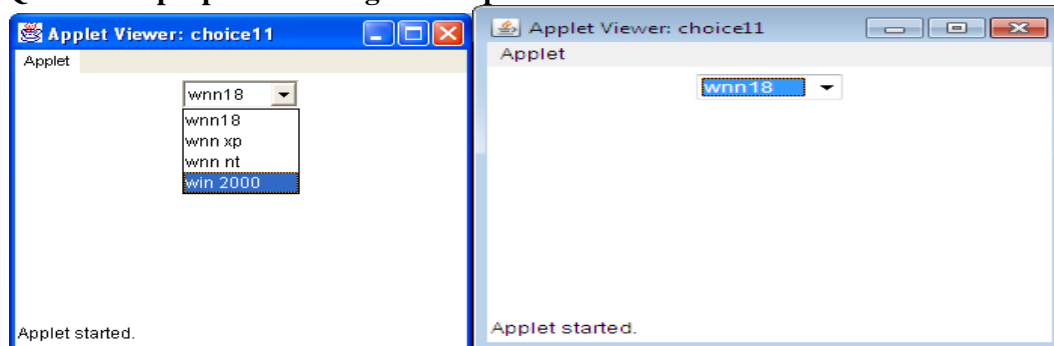 Applet Viewer: choice11
Applet
wnn18
wnn18
wnn xp
wnn nt
win 2000
Applet started.
Applet Viewer: choice11
Applet
wnn18
Applet started.